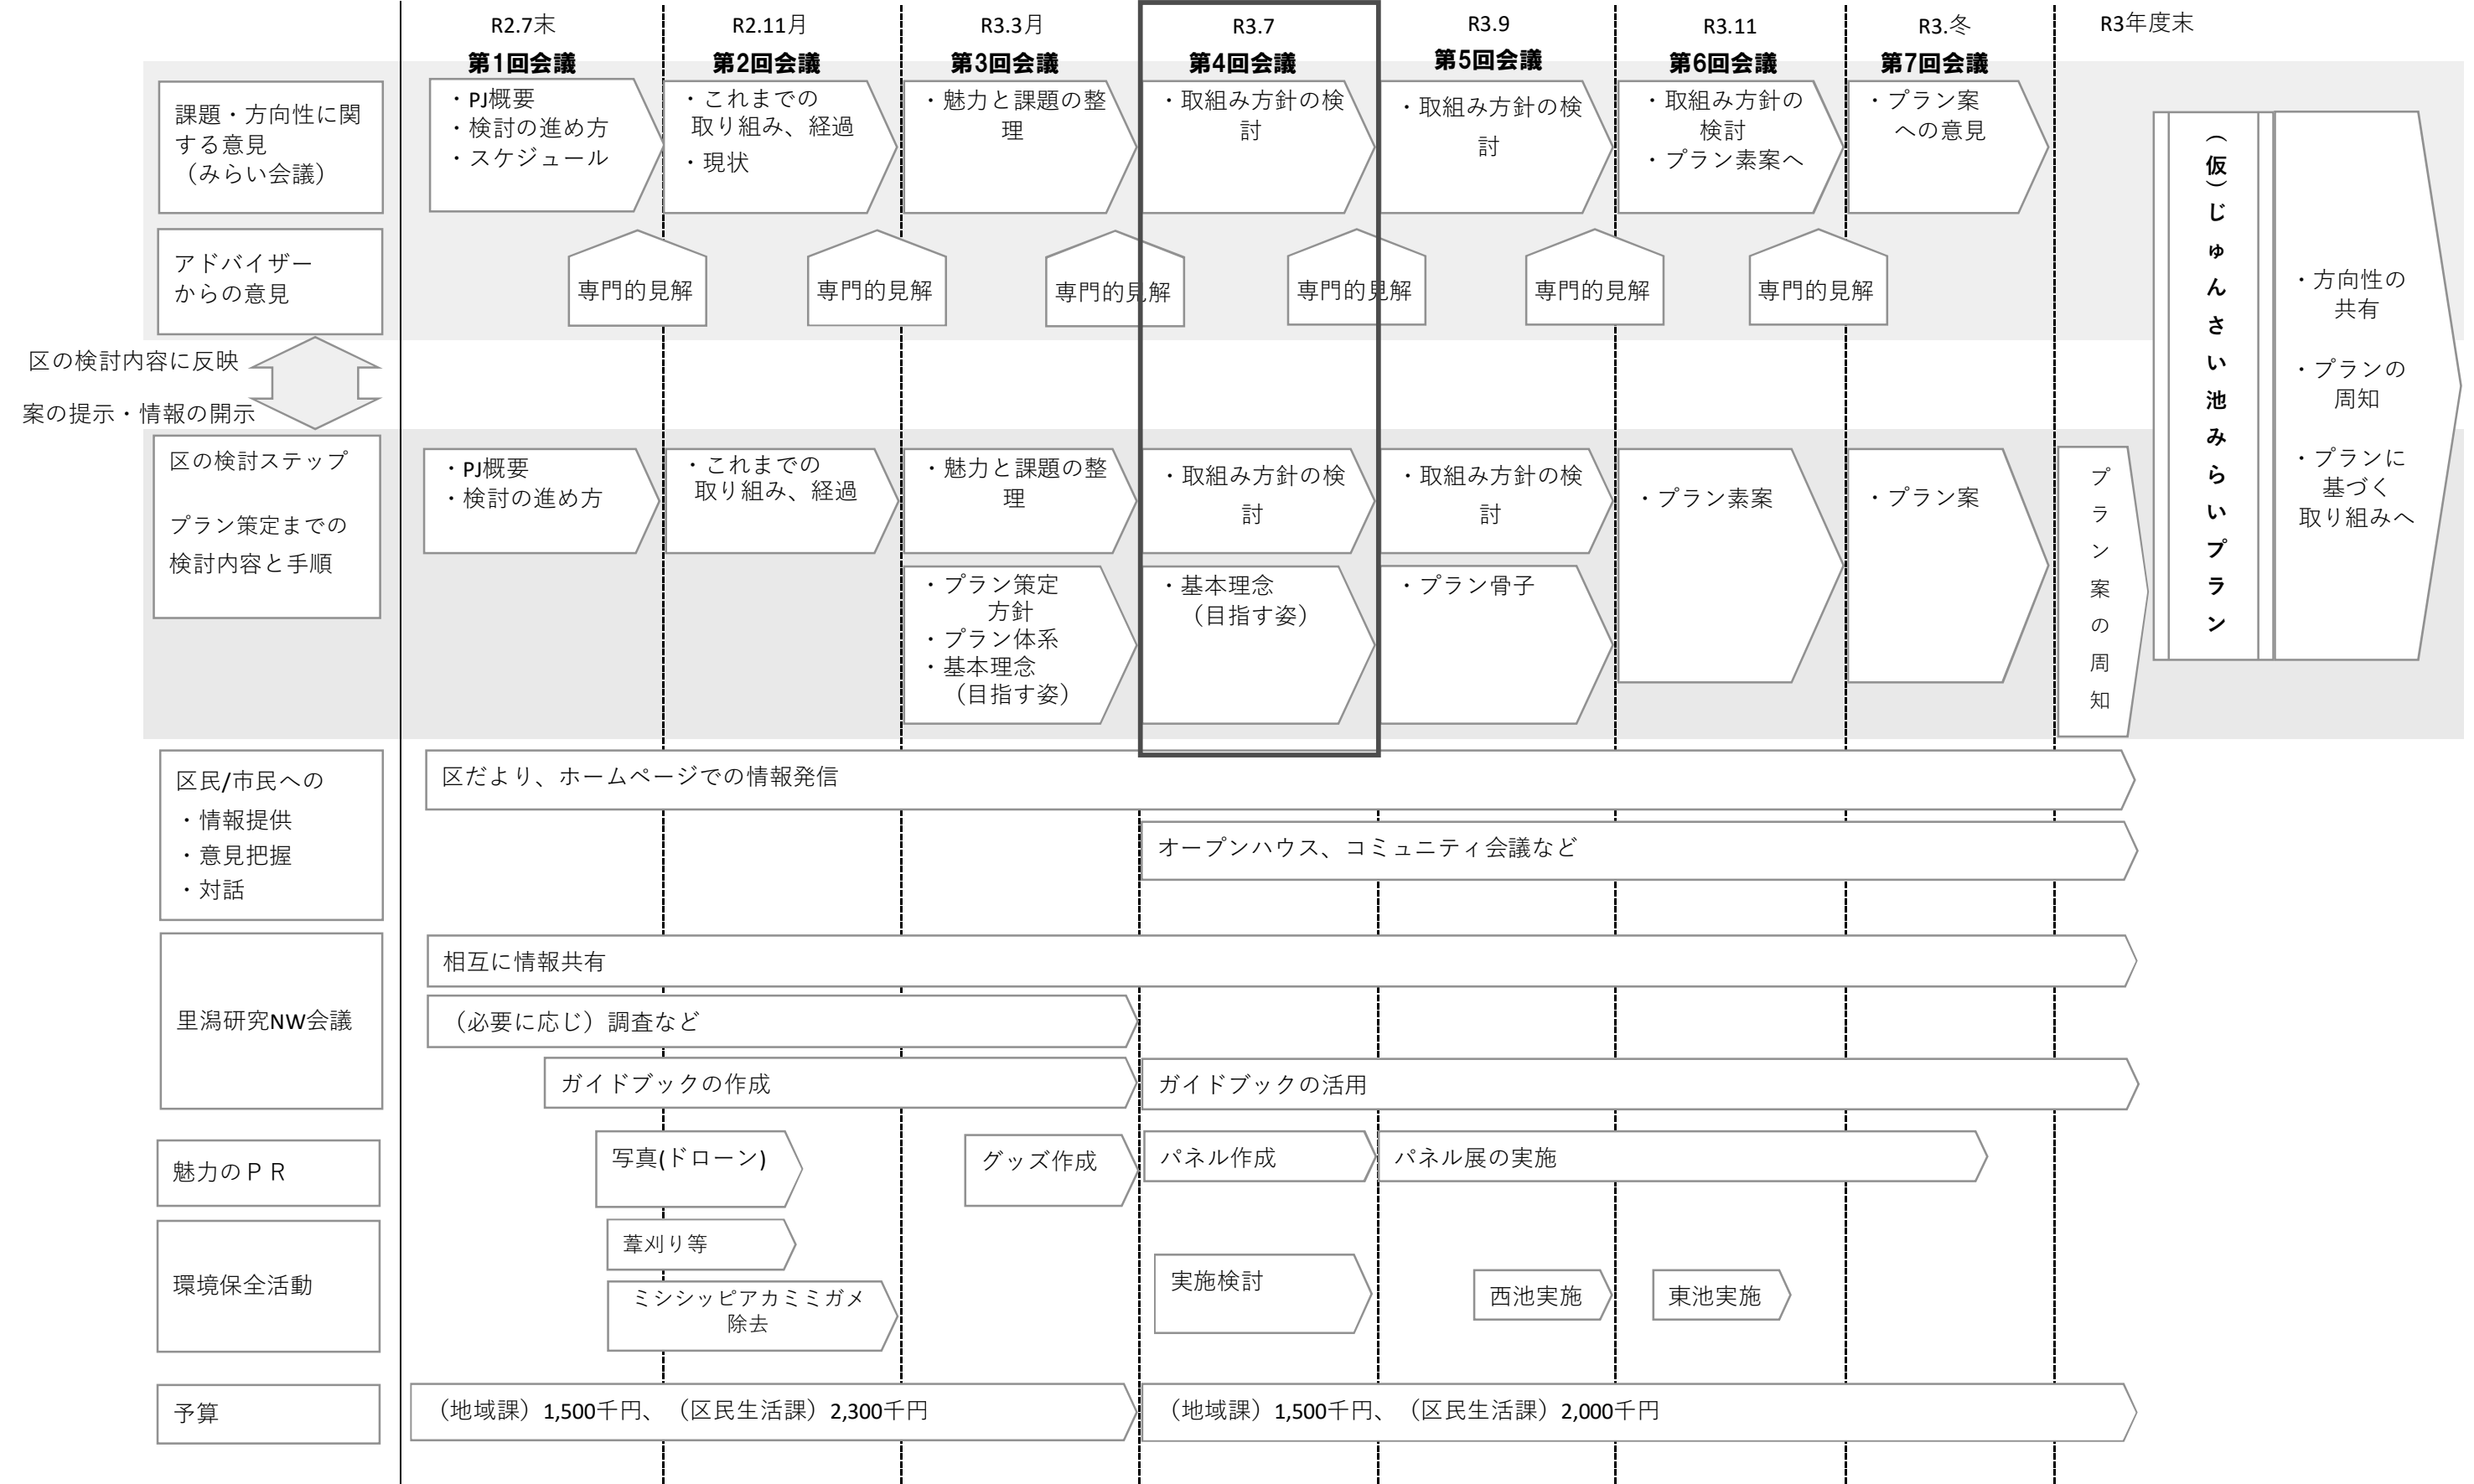 R2.7末
R2.11月
R3.3月
R3.7
R3.9
R3.11
R3.冬
R3年度末
第1回会議
第2回会議
第3回会議
第4回会議
第5回会議
第6回会議
第7回会議
課題・方向性に関
する意見
（みらい会議）
・PJ概要
・検討の進め方
・スケジュール
・これまでの
取り組み、経過
・現状
・魅力と課題の整
理
・取組み方針の検
討
・取組み方針の検
討
・取組み方針の
検討
・プラン素案へ
・プラン案
への意見
アドバイザー
からの意見
専門的見解
専門的見解
専門的見解
専門的見解
専門的見解
専門的見解
区の検討内容に反映
案の提示・情報の開示
区の検討ステップ
プラン策定までの
検討内容と手順
・PJ概要
・検討の進め方
・これまでの
取り組み、経過
・魅力と課題の整
理
・取組み方針の検
討
・取組み方針の検
討
・プラン素案
・プラン案
・プラン策定
方針
・プラン体系
・基本理念
（目指す姿）
・基本理念
（目指す姿）
・プラン骨子
プラン案の周知
（仮）じゅんさい池みらいプラン
・方向性の
共有
・プランの
周知
・プランに
基づく
取り組みへ
区民/市民への
・情報提供
・意見把握
・対話
区だより、ホームページでの情報発信
オープンハウス、コミュニティ会議など
里潟研究NW会議
相互に情報共有
（必要に応じ）調査など
ガイドブックの作成
ガイドブックの活用
魅力のＰＲ
写真(ドローン)
グッズ作成
パネル作成
パネル展の実施
環境保全活動
葦刈り等
ミシシッピアカミミガメ
除去
実施検討
西池実施
東池実施
予算
（地域課）1,500千円、（区民生活課）2,300千円
（地域課）1,500千円、（区民生活課）2,000千円